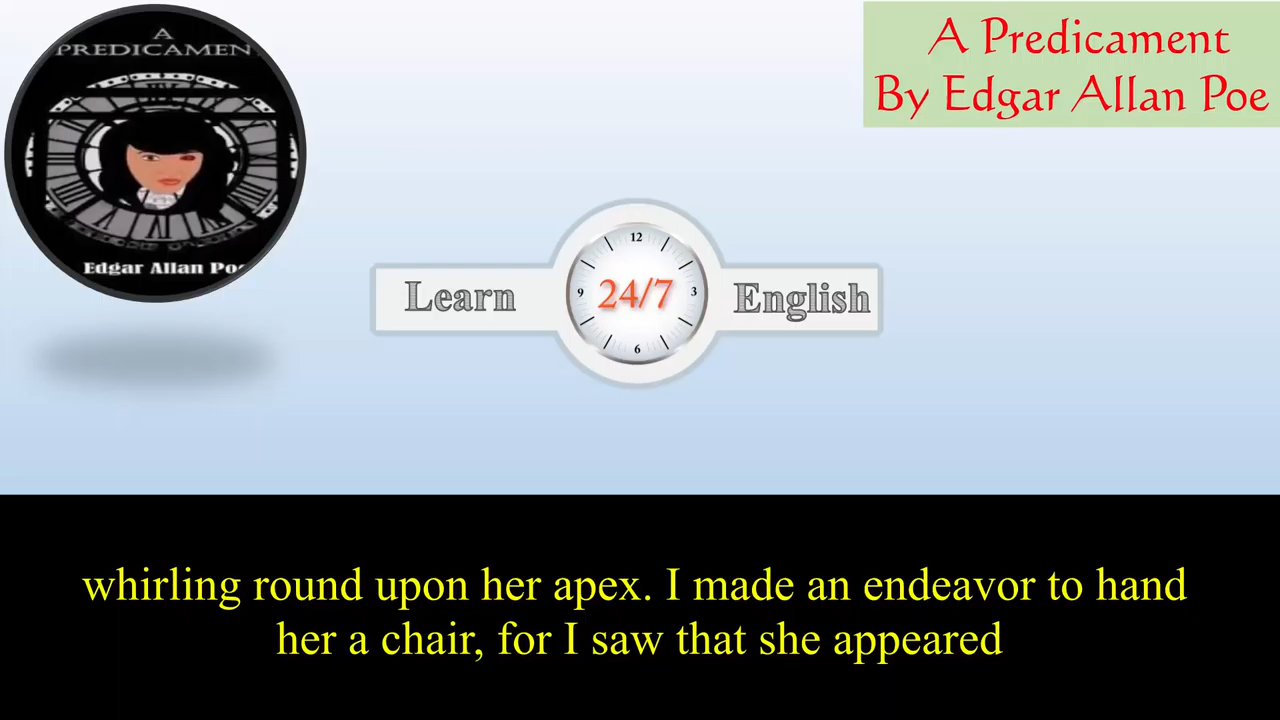 A
PREDICAMEN
Edgar Allan Poe
A Predicament
By Edgar Allan Poe
12
Learn 9 24/7 3 English
6
whirling round upon her apex. I made an endeavor to hand
her a chair, for I saw that she appeared